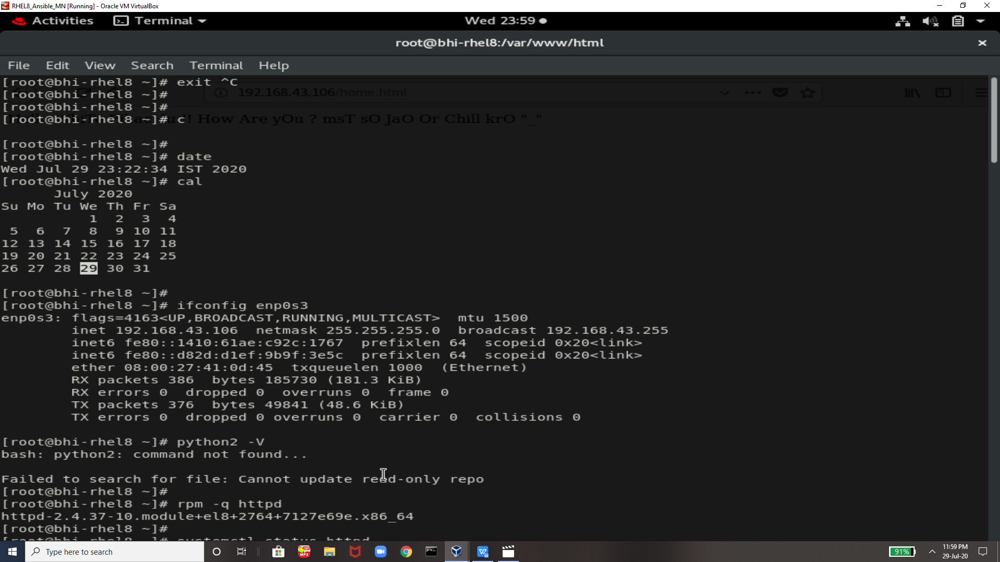 RHEL8_Ansible_MN [Running] - Oracle VM VirtualBox
Activities Terminal Wed 23:59
root@bhi-rhel8:/var/www/html
File Edit View Search Terminal Help
[root@bhi-rhel8 ~]# exit ^C
192.168.43.106/home.html
[root@bhi-rhel8 ~]#
[root@bhi-rhel8 ~]#
[root@bhi-rhel8 ~]# c
!! How Are yOu ? msT sO JaO Or Chill krO "_"
[root@bhi-rhel8 ~]#
[root@bhi-rhel8 ~]# date
Wed Jul 29 23:22:34 IST 2020
[root@bhi-rhel8 ~]# cal
July 2020
Su Mo Tu We Th Fr Sa
1 2 3 4
5 6 7 8 9 10 11
12 13 14 15 16 17 18
19 20 21 22 23 24 25
26 27 28 29 30 31
[root@bhi-rhel8 ~]#
[root@bhi-rhel8 ~]# ifconfig enp0s3
enp0s3: flags=4163<UP,BROADCAST,RUNNING,MULTICAST> mtu 1500
inet 192.168.43.106 netmask 255.255.255.0 broadcast 192.168.43.255
inet6 fe80::1410:61ae:c92c:1767 prefixlen 64 scopeid 0x20<link>
inet6 fe80::d82d:d1ef:9b9f:3e5c prefixlen 64 scopeid 0x20<link>
ether 08:00:27:41:0d:45 txqueuelen 1000 (Ethernet)
RX packets 386 bytes 185730 (181.3 KiB)
RX errors 0 dropped 0 overruns 0 frame 0
TX packets 376 bytes 49841 (48.6 KiB)
TX errors 0 dropped 0 overruns 0 carrier 0 collisions 0
[root@bhi-rhel8 ~]# python2 -V
bash: python2: command not found...
Failed to search for file: Cannot update read-only repo
[root@bhi-rhel8 ~]#
[root@bhi-rhel8 ~]# rpm -q httpd
httpd-2.4.37-10.module+el8+2764+7127e69e.x86_64
[root@bhi-rhel8 ~]#
[root@bhi-rhel8 ~]# systemctl status httpd
Type here to search
MP3
91%
11:59 PM
29-Jul-20